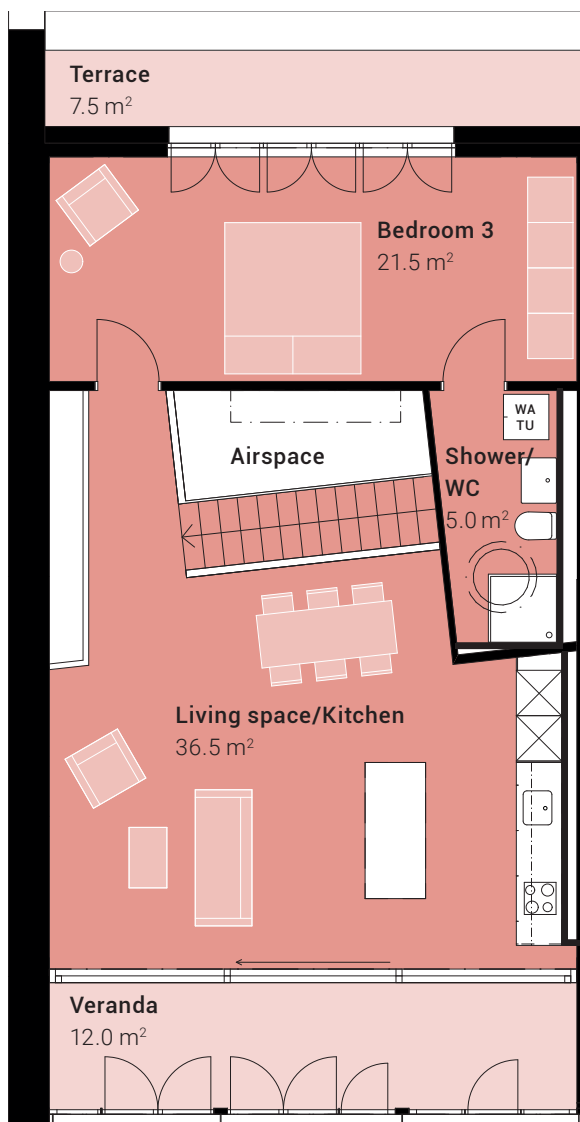 Terrace
7.5 m²
Bedroom 3
21.5 m²
WA
TU
Airspace
Shower/
WC
5.0 m²
Living space/Kitchen
36.5 m²
Veranda
12.0 m²